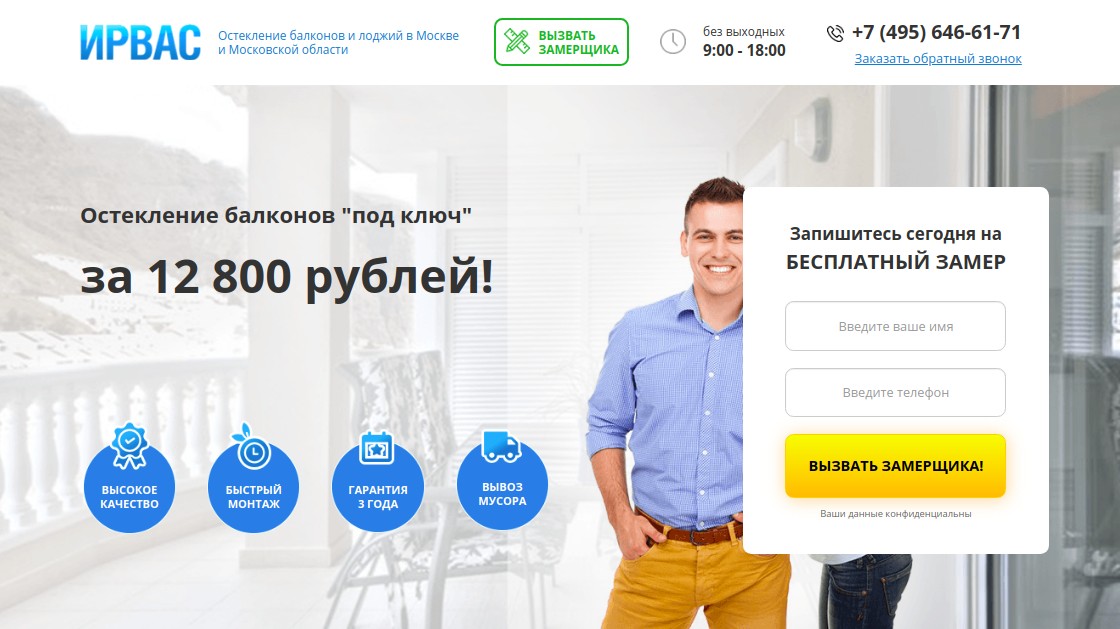 ИРВАС
Остекление балконов и лоджий в Москве
и Московской области
ВЫЗВАТЬ
ЗАМЕРЩИКА
без выходных
9:00 - 18:00
+7 (495) 646-61-71
Заказать обратный звонок
Остекление балконов "под ключ"
за 12 800 рублей!
ВЫСОКОЕ
КАЧЕСТВО
БЫСТРЫЙ
МОНТАЖ
ГАРАНТИЯ
3 ГОДА
ВЫВОЗ
МУСОРА
Запишитесь сегодня на
БЕСПЛАТНЫЙ ЗАМЕР
Введите ваше имя
Введите телефон
ВЫЗВАТЬ ЗАМЕРЩИКА!
Ваши данные конфиденциальны